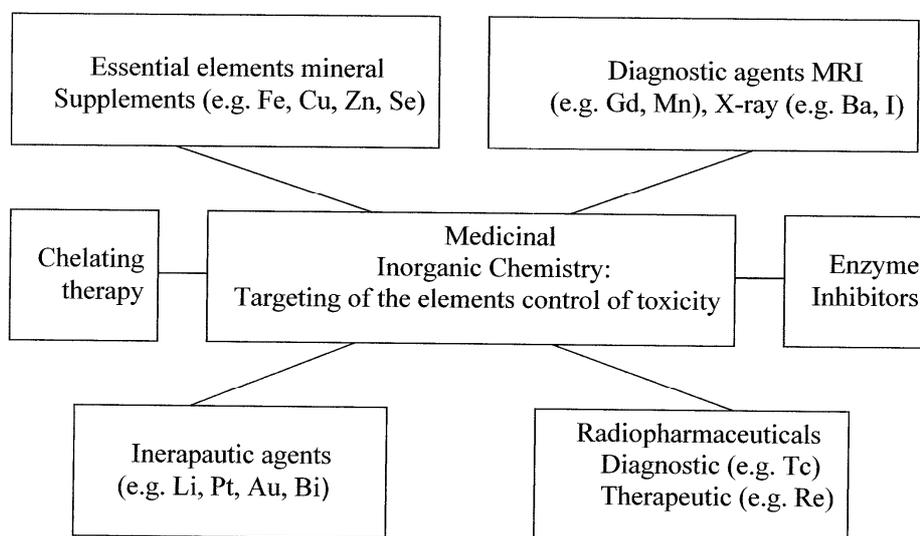 Essential elements mineral
Supplements (e.g. Fe, Cu, Zn, Se)
Diagnostic agents MRI
(e.g. Gd, Mn), X-ray (e.g. Ba, I)
Chelating
therapy
Medicinal
Inorganic Chemistry:
Targeting of the elements control of toxicity
Enzyme
Inhibitors
Inerapautic agents
(e.g. Li, Pt, Au, Bi)
Radiopharmaceuticals
Diagnostic (e.g. Tc)
Therapeutic (e.g. Re)